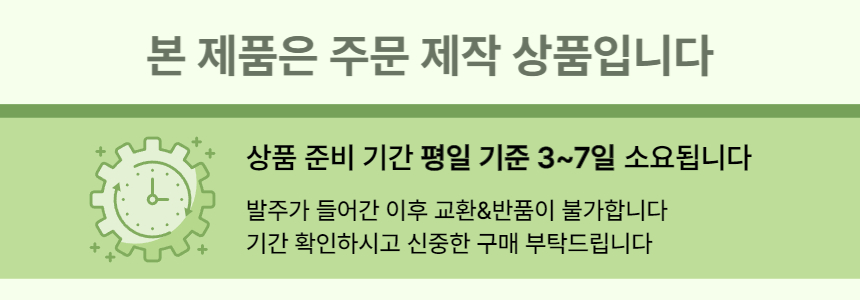 본 제품은 주문 제작 상품입니다
상품 준비 기간 평일 기준 3~7일 소요됩니다
발주가 들어간 이후 교환&반품이 불가합니다
기간 확인하시고 신중한 구매 부탁드립니다